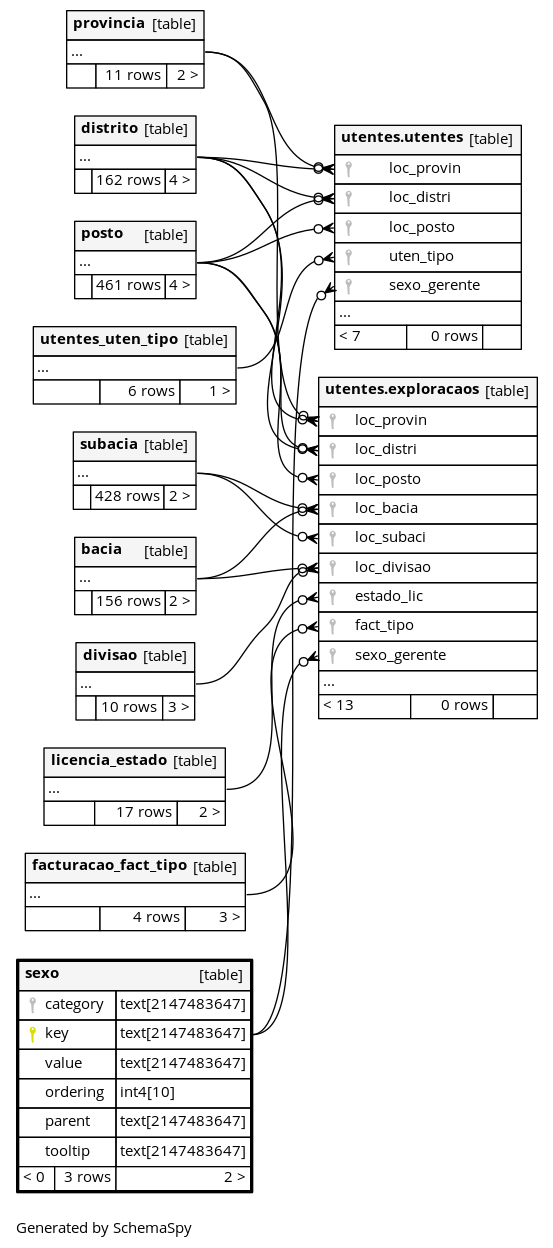 provincia [table]
...
11 rows 2 >
distrito [table]
...
162 rows 4 >
posto [table]
...
461 rows 4 >
utentes_uten_tipo [table]
...
6 rows 1 >
subacia [table]
...
428 rows 2 >
bacia [table]
...
156 rows 2 >
divisao [table]
...
10 rows 3 >
licencia_estado [table]
...
17 rows 2 >
facturacao_fact_tipo [table]
...
4 rows 3 >
sexo [table]
category text[2147483647]
key text[2147483647]
value text[2147483647]
ordering int4[10]
parent text[2147483647]
tooltip text[2147483647]
< 0 3 rows 2 >
utentes.utentes [table]
loc_provin
loc_distri
loc_posto
uten_tipo
sexo_gerente
...
< 7 0 rows
utentes.exploracaos [table]
loc_provin
loc_distri
loc_posto
loc_bacia
loc_subaci
loc_divisao
estado_lic
fact_tipo
sexo_gerente
...
< 13 0 rows
Generated by SchemaSpy